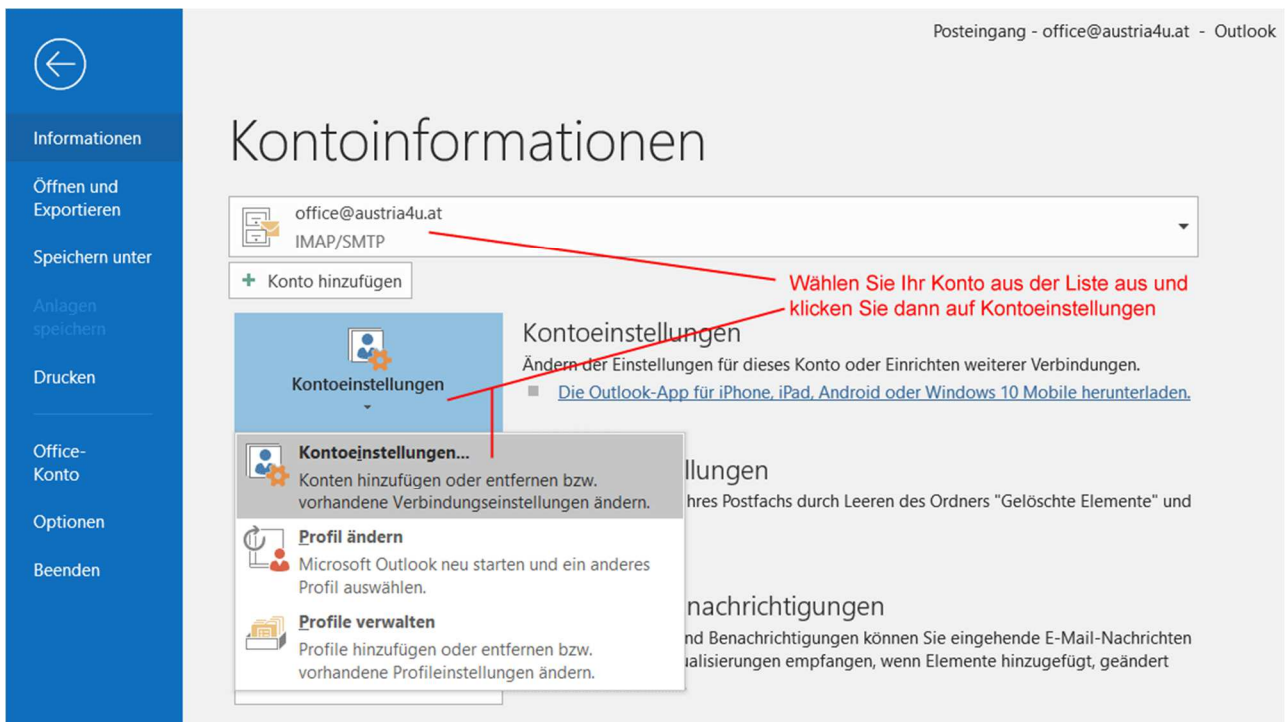 Posteingang - office@austria4u.at - Outlook
Informationen
Öffnen und
Exportieren
Speichern unter
Anlagen
speichern
Drucken
Office-
Konto
Optionen
Beenden
Kontoinformationen
office@austria4u.at
IMAP/SMTP
Konto hinzufügen
Wählen Sie Ihr Konto aus der Liste aus und
klicken Sie dann auf Kontoeinstellungen
Kontoeinstellungen
Kontoeinstellungen
Ändern der Einstellungen für dieses Konto oder Einrichten weiterer Verbindungen.
Die Outlook-App für iPhone, iPad, Android oder Windows 10 Mobile herunterladen.
Kontoeinstellungen...
Konten hinzufügen oder entfernen bzw.
vorhandene Verbindungseinstellungen ändern.
Profil ändern
Microsoft Outlook neu starten und ein anderes
Profil auswählen.
Profile verwalten
Profile hinzufügen oder entfernen bzw.
vorhandene Profileinstellungen ändern.
llungen
hres Postfachs durch Leeren des Ordners "Gelöschte Elemente" und
nachrichtigungen
nd Benachrichtigungen können Sie eingehende E-Mail-Nachrichten
ualisierungen empfangen, wenn Elemente hinzugefügt, geändert